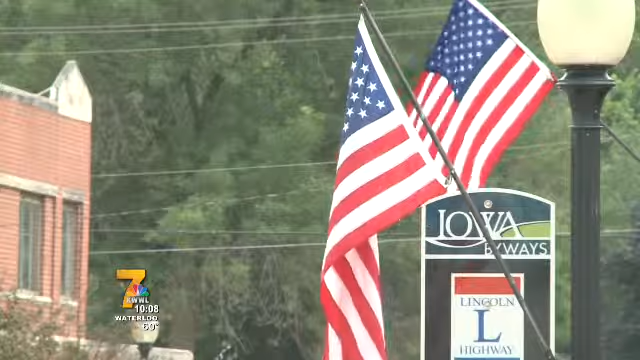 IOWA
BYWAYS
LINCOLN
L
HIGHWAY
7
KWWL
10:08
WATERLOO
60°